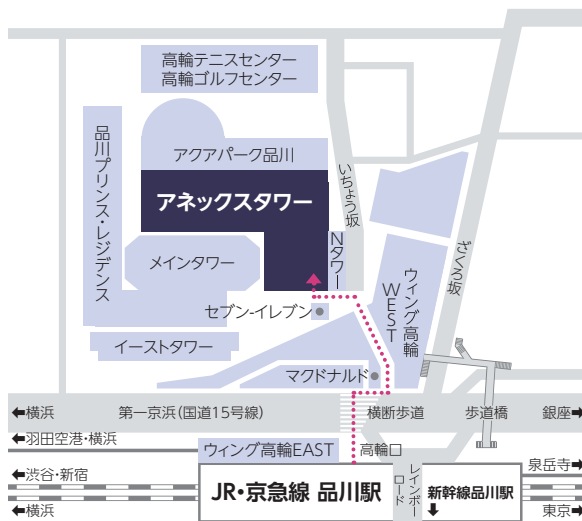 高輪テニスセンター
高輪ゴルフセンター
アクアパーク品川
いちょう坂
品川プリンス・レジデンス
アネックスタワー
Nタワー
メインタワー
ウィング高輪
WEST
ざくろ坂
セブン-イレブン
イーストタワー
マクドナルド
←横浜
第一京浜(国道15号線)
横断歩道
歩道橋
銀座→
←羽田空港・横浜
ウィング高輪EAST
高輪口
泉岳寺→
←渋谷・新宿
JR・京急線 品川駅
レインボー
ロード
新幹線品川駅
↓
←横浜
東京→